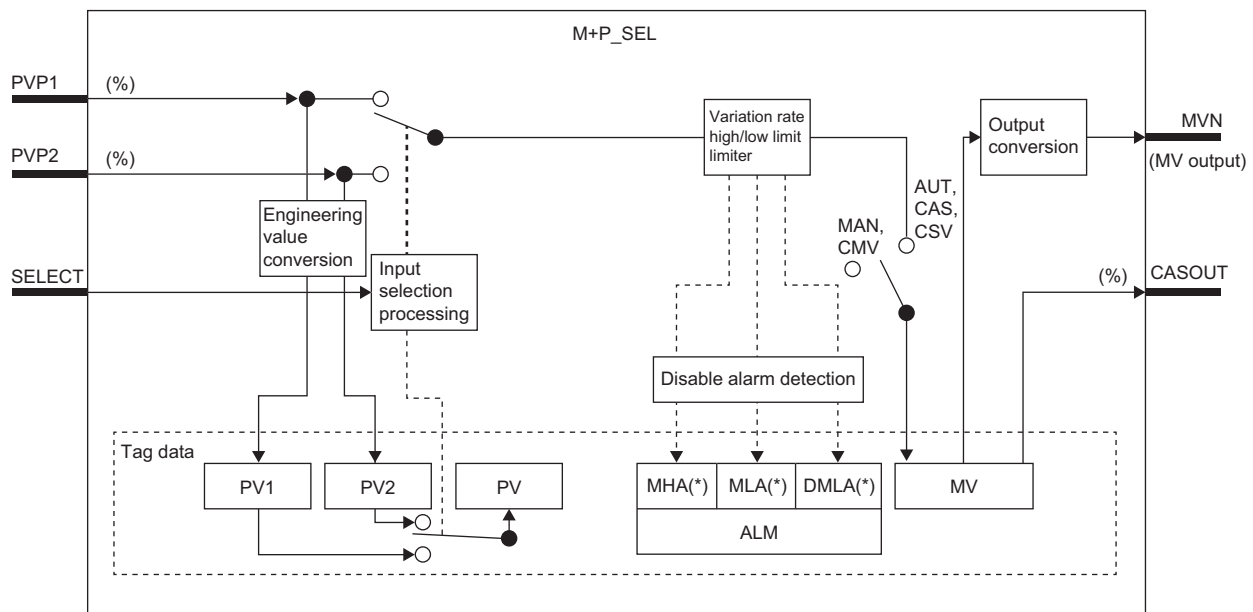 M+P_SEL
PVP1
(%)
PVP2
(%)
SELECT
Engineering
value
conversion
Input
selection
processing
Variation rate
high/low limit
limiter
Output
conversion
MVN
(MV output)
AUT,
CAS,
CSV
MAN,
CMV
(%)
CASOUT
Disable alarm detection
Tag data
PV1
PV2
PV
MHA(*)
MLA(*)
DMLA(*)
ALM
MV